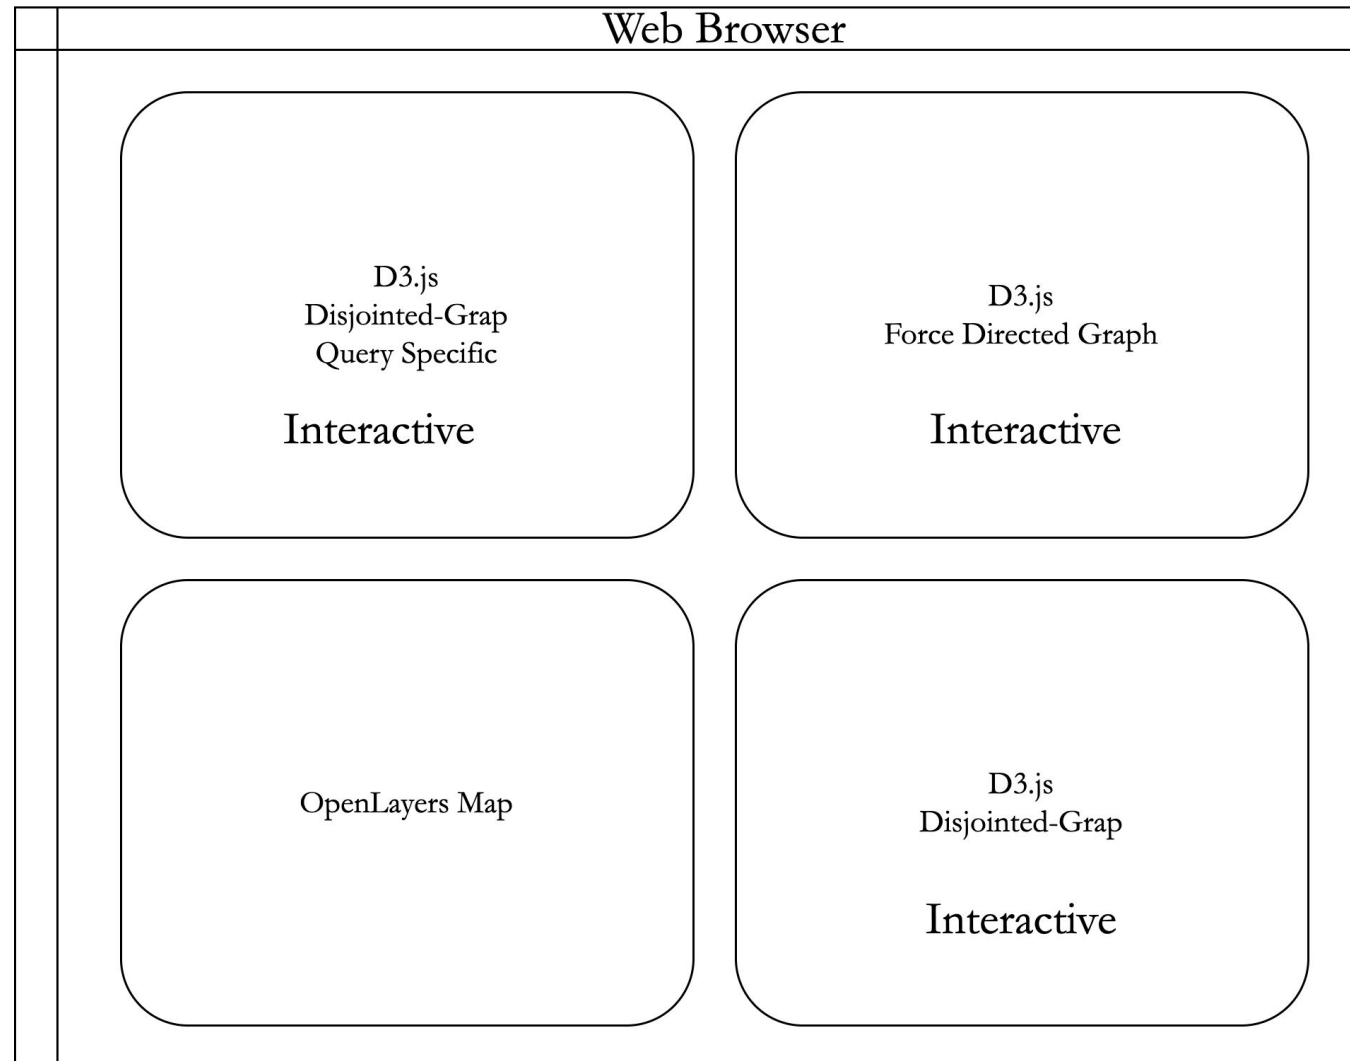 Web Browser
D3.js
Disjointed-Grap
Query Specific
Interactive
D3.js
Force Directed Graph
Interactive
OpenLayers Map
D3.js
Disjointed-Grap
Interactive